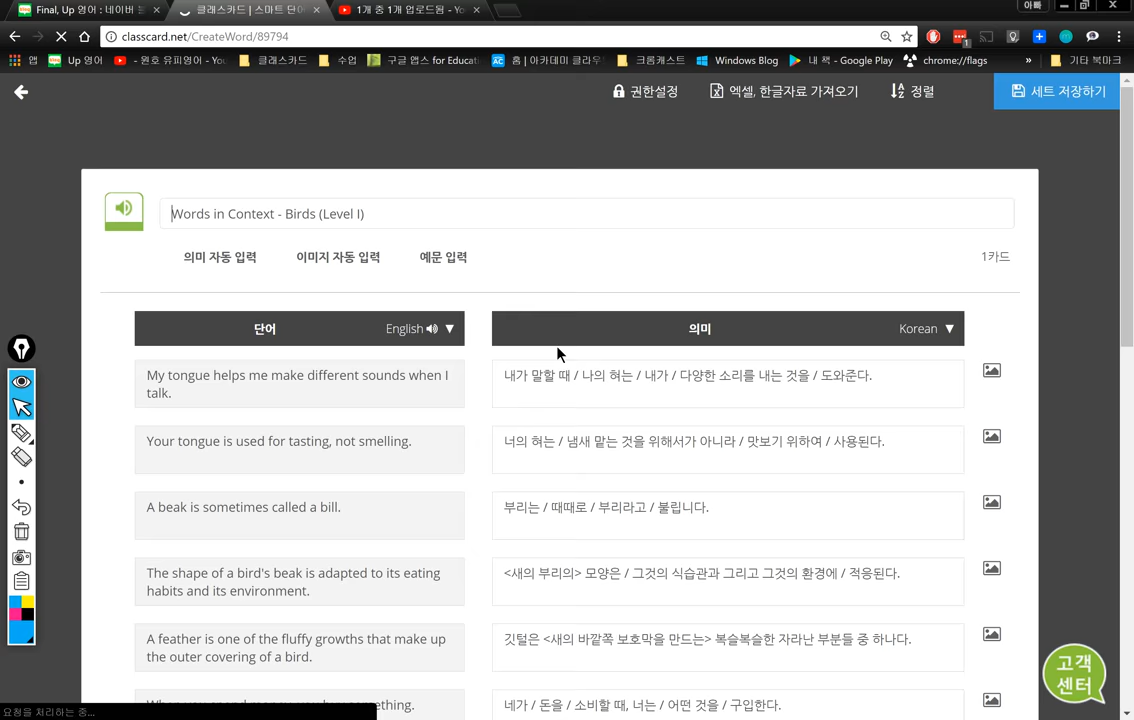 Final, Up 영어 : 네이버 블
클래스카드 | 스마트 단어
1개 중 1개 업로드됨 - Yo
아빠
classcard.net/CreateWord/89794
앱
Up 영어
- 원호 유피영어 - You
클래스카드
수업
구글 앱스 for Educati
홈 | 아카데미 클라우
크롬캐스트
Windows Blog
내 책 - Google Play
chrome://flags
»
기타 북마크
권한설정
엑셀, 한글자료 가져오기
정렬
세트 저장하기
Words in Context - Birds (Level I)
의미 자동 입력
이미지 자동 입력
예문 입력
1카드
단어
English
의미
Korean
My tongue helps me make different sounds when I
talk.
내가 말할 때 / 나의 혀는 / 내가 / 다양한 소리를 내는 것을 / 도와준다.
Your tongue is used for tasting, not smelling.
너의 혀는 / 냄새 맡는 것을 위해서가 아니라 / 맛보기 위하여 / 사용된다.
A beak is sometimes called a bill.
부리는 / 때때로 / 부리라고 / 불립니다.
The shape of a bird's beak is adapted to its eating
habits and its environment.
<새의 부리의> 모양은 / 그것의 식습관과 그리고 그것의 환경에 / 적응된다.
A feather is one of the fluffy growths that make up
the outer covering of a bird.
깃털은 <새의 바깥쪽 보호막을 만드는> 복슬복슬한 자라난 부분들 중 하나다.
네가 / 돈을 / 소비할 때, 너는 / 어떤 것을 / 구입한다.
고객
센터
요청을 처리하는 중...